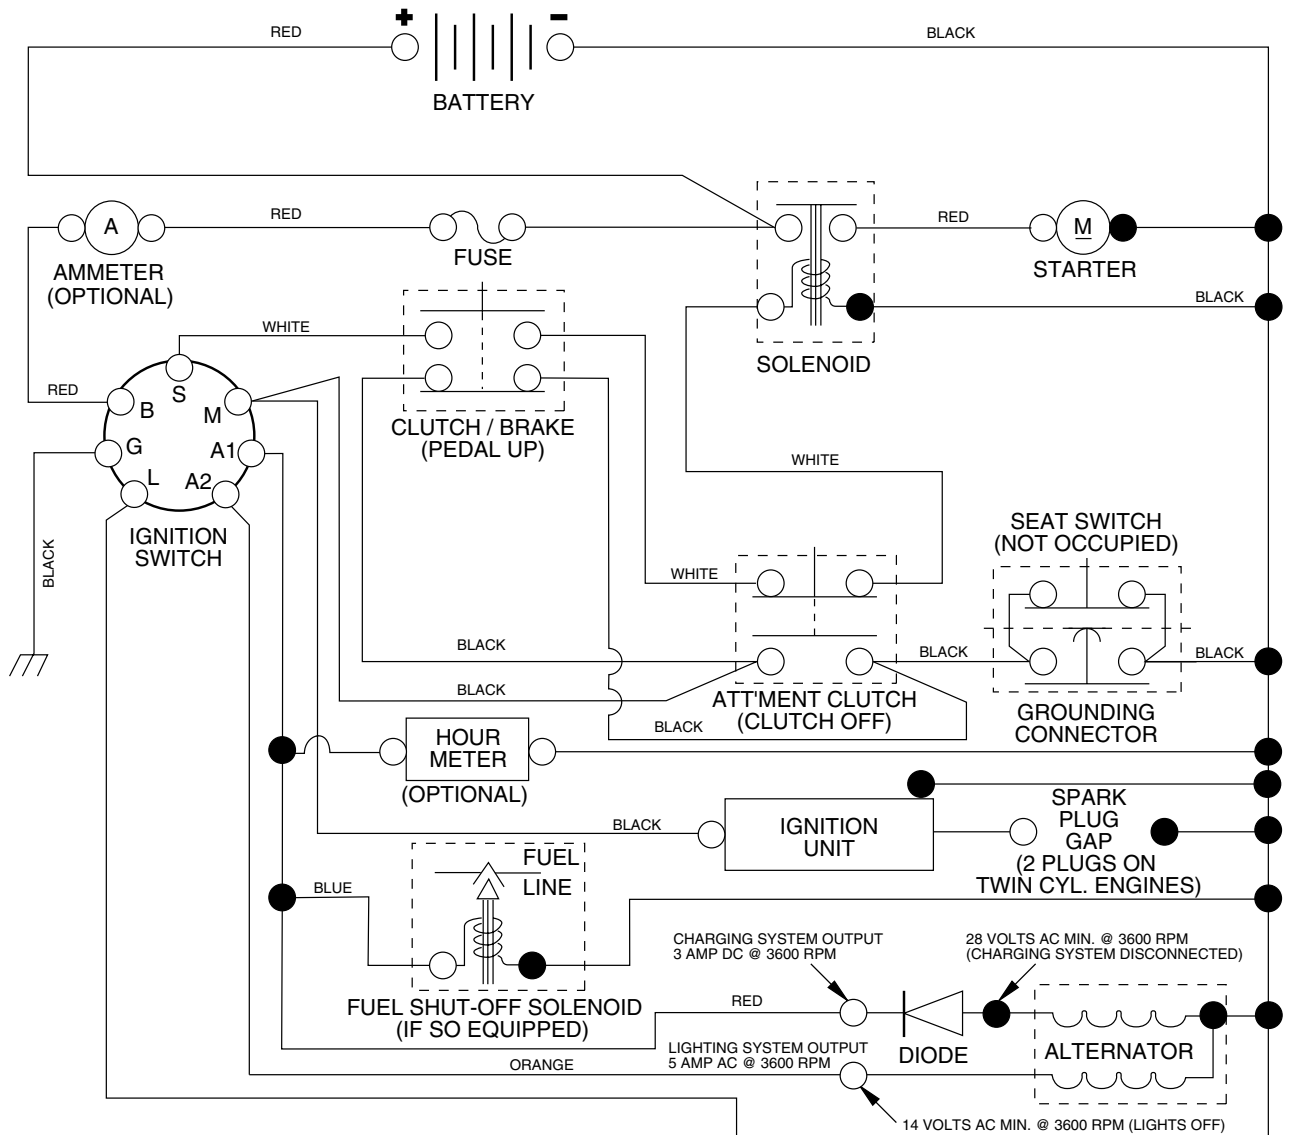 RED
+
-
BLACK
BATTERY
RED
A
AMMETER
(OPTIONAL)
FUSE
RED
M
STARTER
BLACK
SOLENOID
WHITE
CLUTCH / BRAKE
(PEDAL UP)
RED
S
B
M
G
A1
L
A2
IGNITION
SWITCH
BLACK
WHITE
SEAT SWITCH
(NOT OCCUPIED)
WHITE
BLACK
BLACK
BLACK
BLACK
ATT'MENT CLUTCH
(CLUTCH OFF)
BLACK
GROUNDING
CONNECTOR
HOUR
METER
(OPTIONAL)
BLACK
IGNITION
UNIT
SPARK
PLUG
GAP
(2 PLUGS ON
TWIN CYL. ENGINES)
FUEL
LINE
BLUE
FUEL SHUT-OFF SOLENOID
(IF SO EQUIPPED)
CHARGING SYSTEM OUTPUT
3 AMP DC @ 3600 RPM
28 VOLTS AC MIN. @ 3600 RPM
(CHARGING SYSTEM DISCONNECTED)
RED
DIODE
ALTERNATOR
LIGHTING SYSTEM OUTPUT
5 AMP AC @ 3600 RPM
ORANGE
14 VOLTS AC MIN. @ 3600 RPM (LIGHTS OFF)